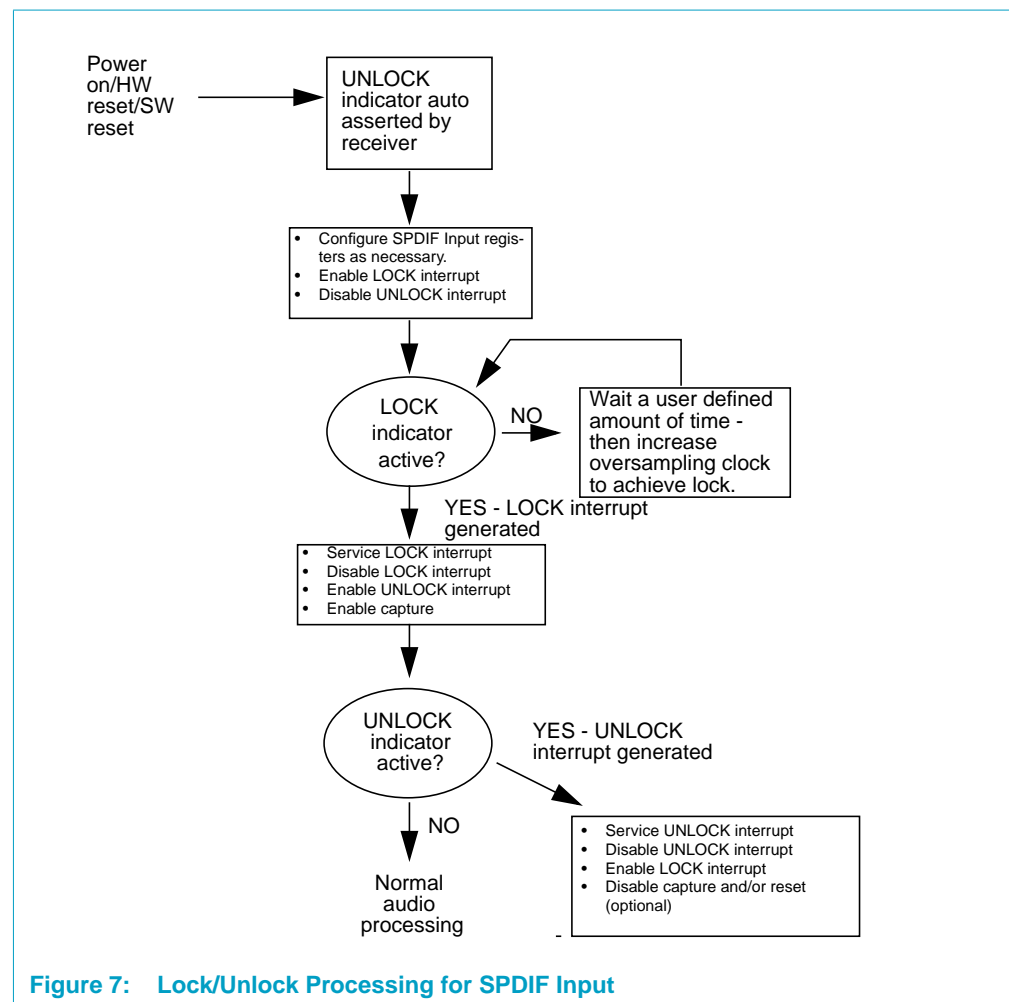 Power
on/HW
reset/SW
reset
UNLOCK
indicator auto
asserted by
receiver
• Configure SPDIF Input regis-
ters as necessary.
• Enable LOCK interrupt
• Disable UNLOCK interrupt
LOCK
indicator
active?
NO
Wait a user defined
amount of time -
then increase
oversampling clock
to achieve lock.
YES - LOCK interrupt
generated
• Service LOCK interrupt
• Disable LOCK interrupt
• Enable UNLOCK interrupt
• Enable capture
UNLOCK
indicator
active?
YES - UNLOCK
interrupt generated
NO
• Service UNLOCK interrupt
• Disable UNLOCK interrupt
• Enable LOCK interrupt
• Disable capture and/or reset
(optional)
Normal
audio
processing
Figure 7: Lock/Unlock Processing for SPDIF Input